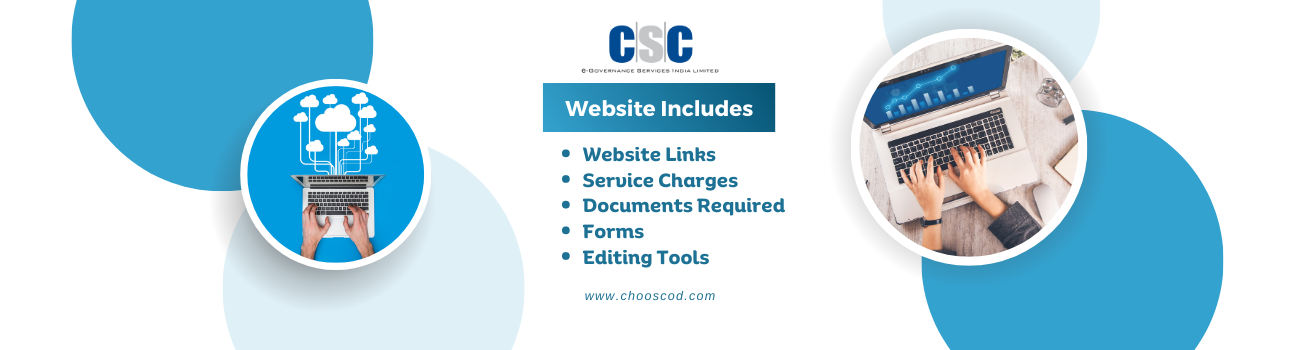 CSC
e-Governance Services India Limited
Website Includes
Website Links
Service Charges
Documents Required
Forms
Editing Tools
www.chooscod.com